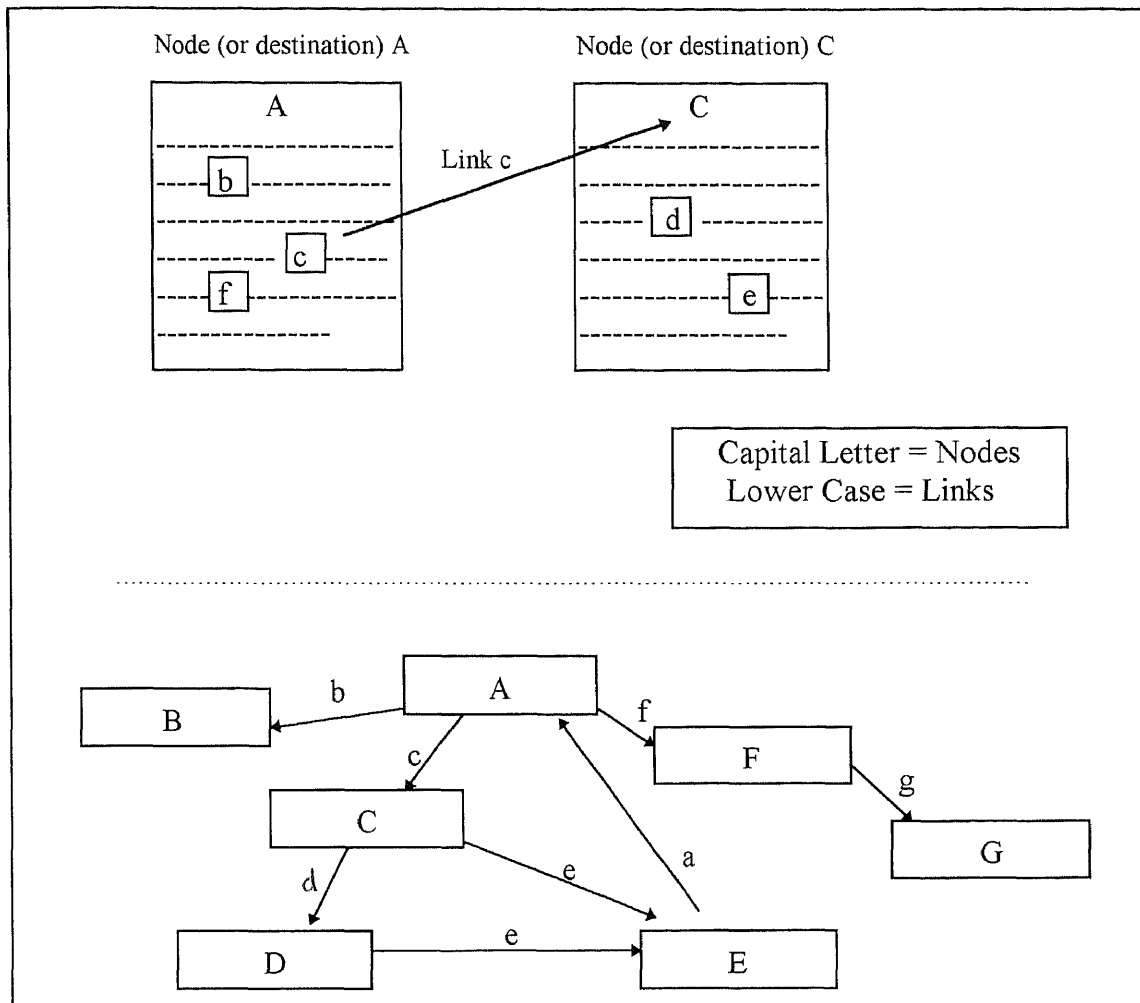 Node (or destination) A
Node (or destination) C
A
C
Link c
b
d
c
f
e
Capital Letter = Nodes
Lower Case = Links
A
b
B
f
F
c
g
C
G
a
e
d
e
D
E